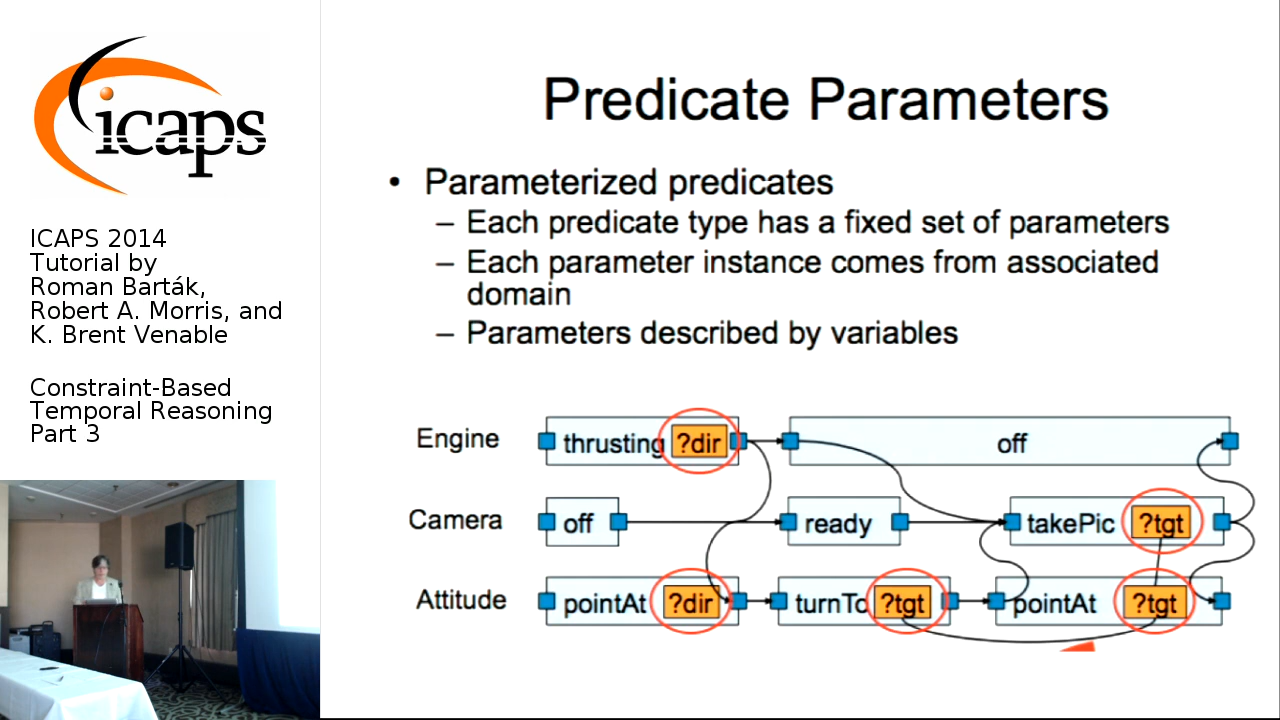 icaps
ICAPS 2014
Tutorial by
Roman Barták,
Robert A. Morris, and
K. Brent Venable
Constraint-Based
Temporal Reasoning
Part 3
Predicate Parameters
• Parameterized predicates
– Each predicate type has a fixed set of parameters
– Each parameter instance comes from associated
domain
– Parameters described by variables
Engine thrusting ?dir off
Camera off ready takePic ?tgt
Attitude pointAt ?dir turnTo ?tgt pointAt ?tgt